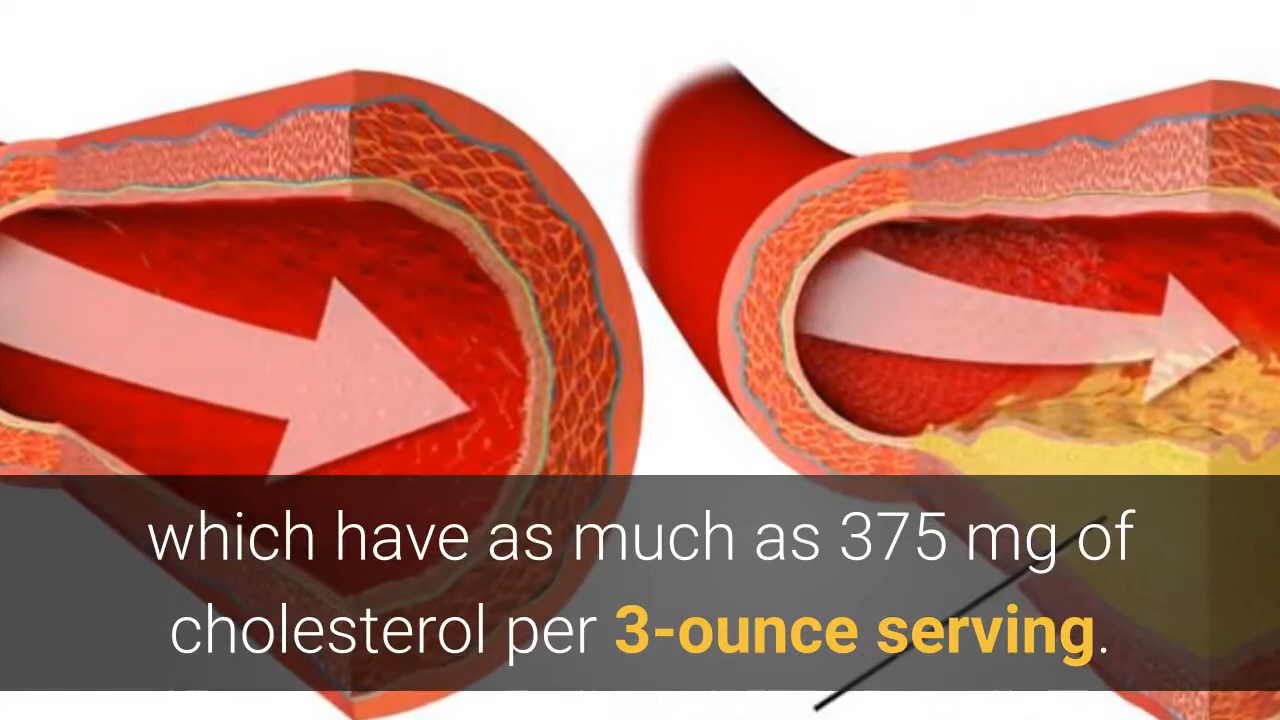 which have as much as 375 mg of
cholesterol per 3-ounce serving.